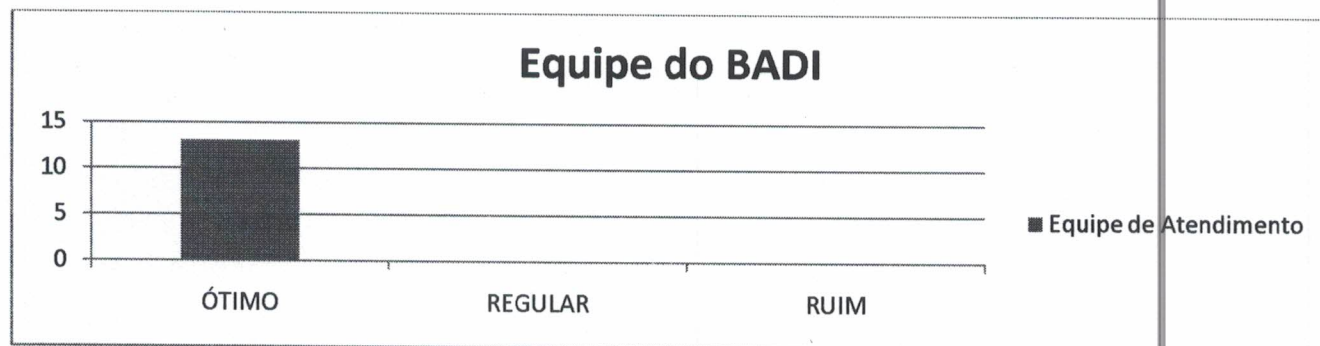 Equipe do BADI
15
10
5
0
ÓTIMO REGULAR RUIM
Equipe de Atendimento